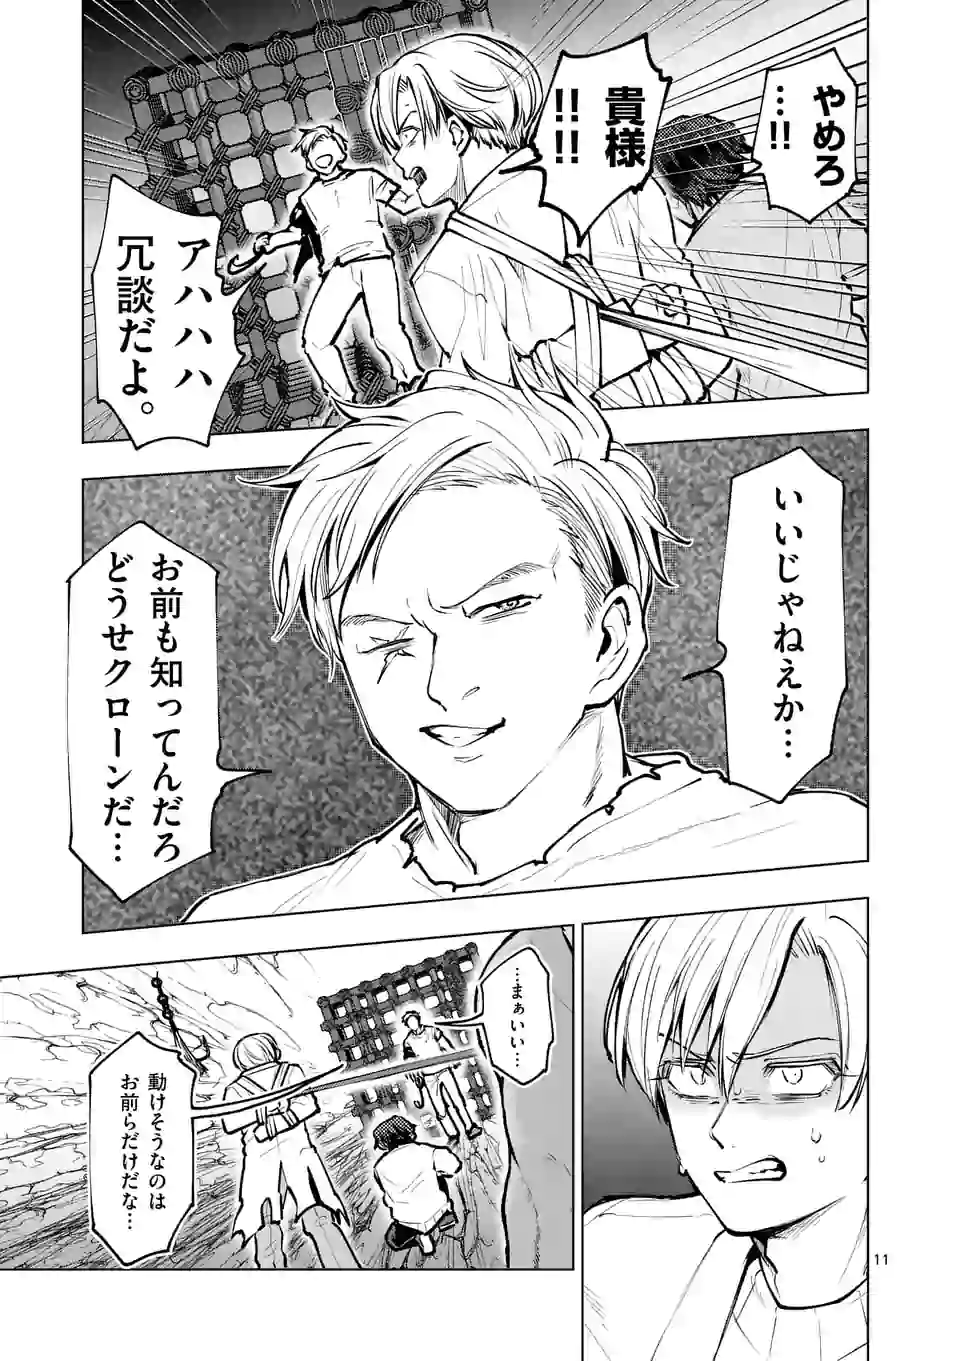 やめろ
…!!
貴様
!!!!
アハハハ
冗談だよ。
いいじゃねえか…
お前も知ってんだろ
どうせクローンだ…
…まぁいい…
動けそうなのは
お前らだけだな…
11